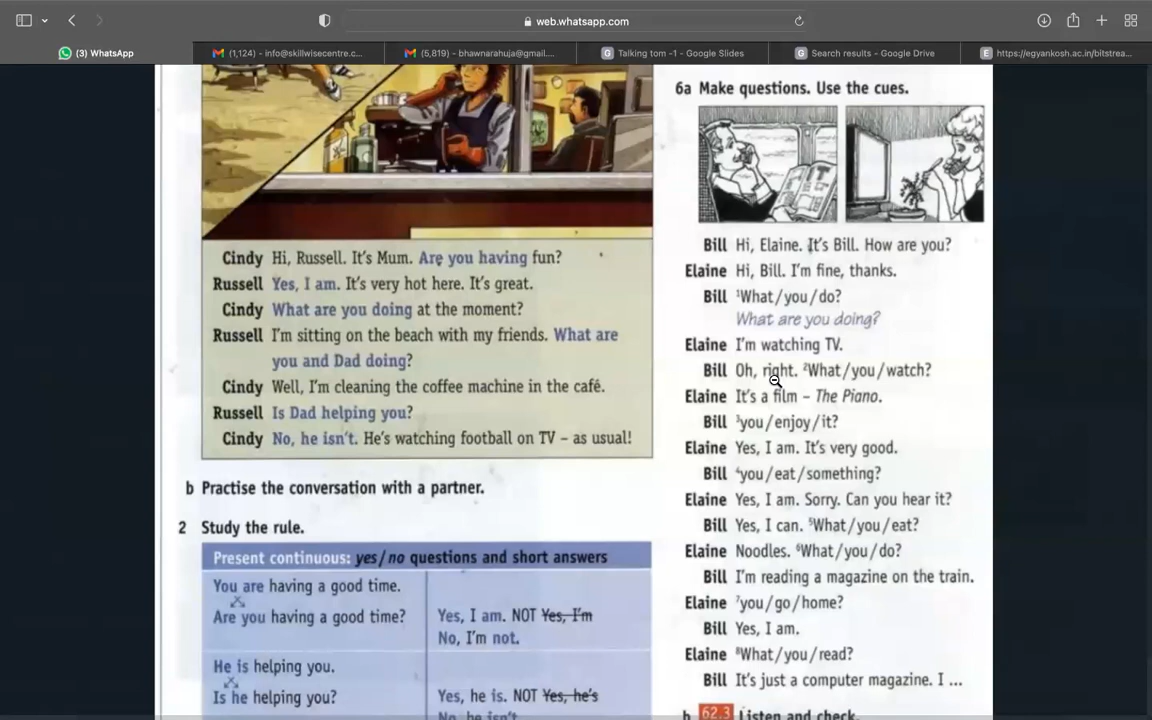 web.whatsapp.com
(3) WhatsApp
(1,124) - info@skillwisecentre.c...
(5,819) - bhawnarahuja@gmail....
Talking tom -1 - Google Slides
Search results - Google Drive
https://egyankosh.ac.in/bitstrea...
Cindy Hi, Russell. It's Mum. Are you having fun?
Russell Yes, I am. It's very hot here. It's great.
Cindy What are you doing at the moment?
Russell I'm sitting on the beach with my friends. What are
you and Dad doing?
Cindy Well, I'm cleaning the coffee machine in the café.
Russell Is Dad helping you?
Cindy No, he isn't. He's watching football on TV – as usual!
b Practise the conversation with a partner.
2 Study the rule.
Present continuous: yes/no questions and short answers
You are having a good time.
Are you having a good time? Yes, I am. NOT Yes, I'm
No, I'm not.
He is helping you.
Is he helping you? Yes, he is. NOT Yes, he's
No, he isn't.
6a Make questions. Use the cues.
Bill Hi, Elaine. It's Bill. How are you?
Elaine Hi, Bill. I'm fine, thanks.
Bill ¹What/you/do?
What are you doing?
Elaine I'm watching TV.
Bill Oh, right. ²What/you/watch?
Elaine It's a film – The Piano.
Bill ³you/enjoy/it?
Elaine Yes, I am. It's very good.
Bill ⁴you/eat/something?
Elaine Yes, I am. Sorry. Can you hear it?
Bill Yes, I can. ⁵What/you/eat?
Elaine Noodles. ⁶What/you/do?
Bill I'm reading a magazine on the train.
Elaine ⁷you/go/home?
Bill Yes, I am.
Elaine ⁸What/you/read?
Bill It's just a computer magazine. I ...
b 62.3 Listen and check.